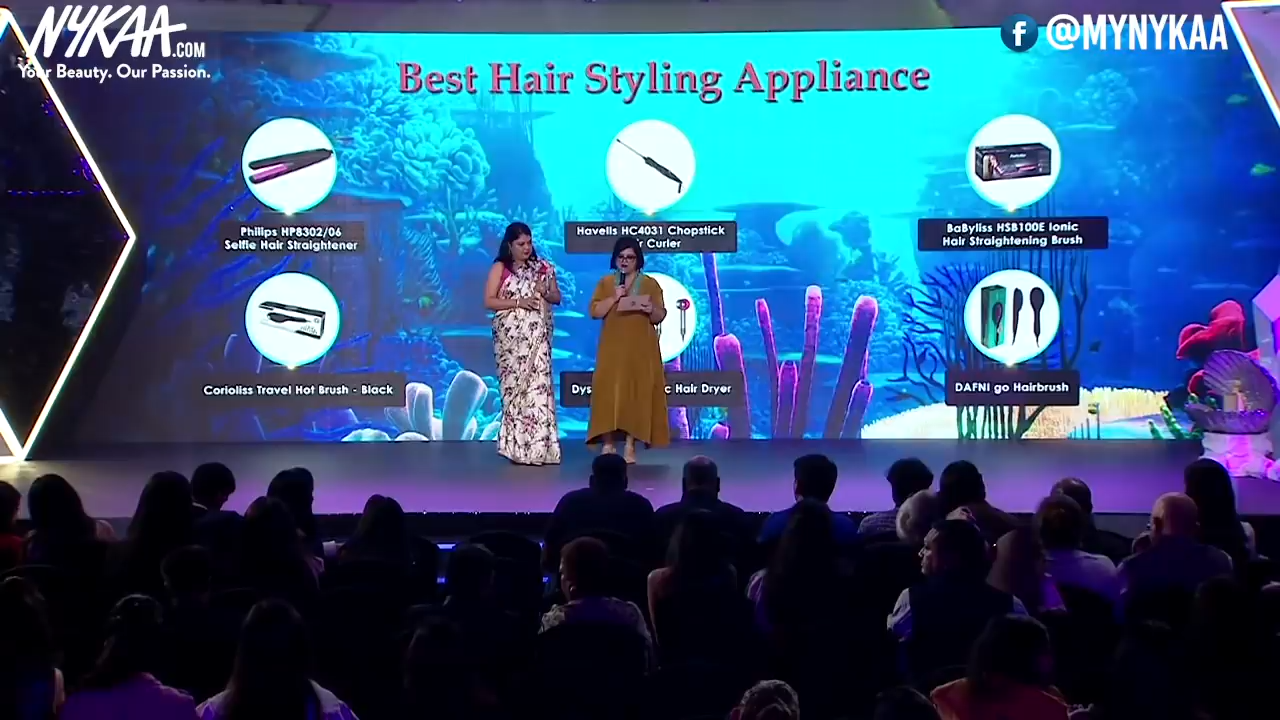 NYKAA.COM
Your Beauty. Our Passion.
f @MYNYKAA
Best Hair Styling Appliance
Philips HP8302/06
Selfie Hair Straightener
Havells HC4031 Chopstick
Curler
BaByliss HSB100E Ionic
Hair Straightening Brush
Corioliss Travel Hot Brush - Black
Hair Dryer
DAFNI go Hairbrush